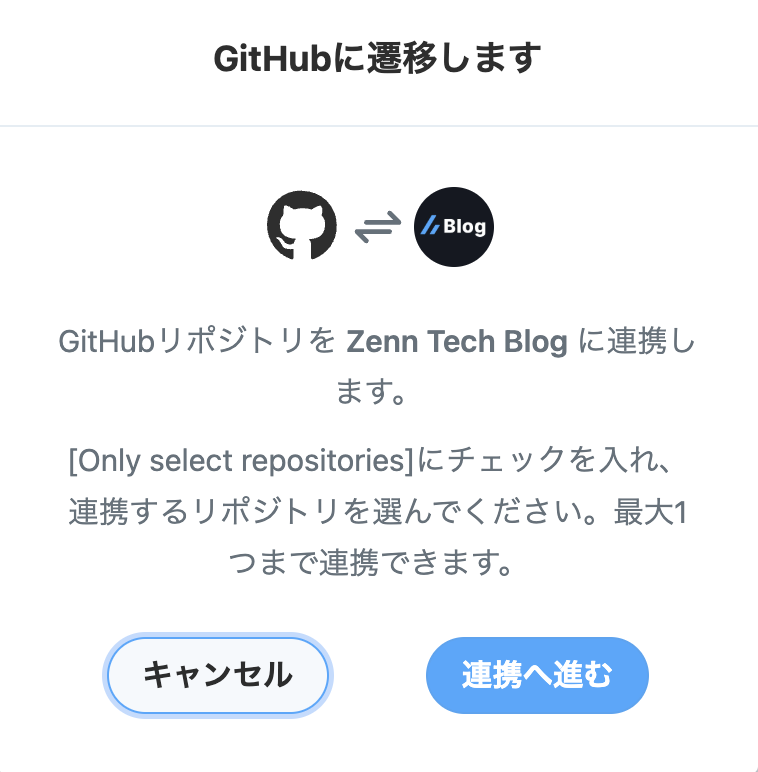 GitHubに遷移します
Blog
GitHubリポジトリを Zenn Tech Blog に連携し
ます。
[Only select repositories]にチェックを入れ、
連携するリポジトリを選んでください。最大1
つまで連携できます。
キャンセル
連携へ進む